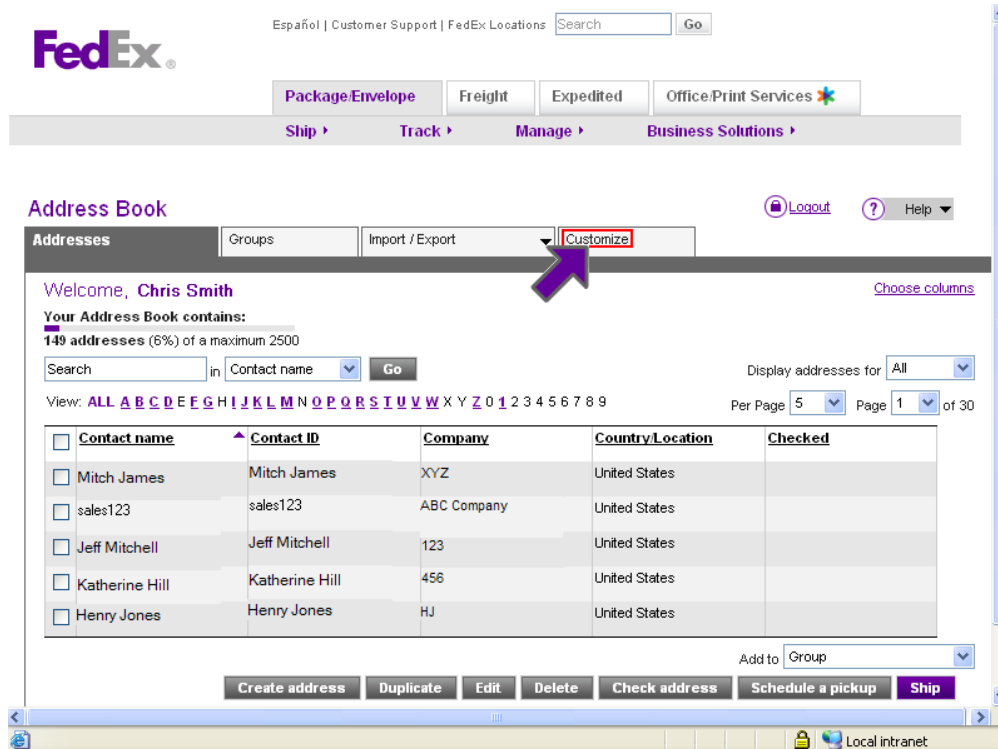 Español | Customer Support | FedEx Locations Search Go
FedEx®
Package/Envelope Freight Expedited Office/Print Services
Ship Track Manage Business Solutions
Address Book Logout ? Help
Addresses Groups Import / Export Customize
Welcome, Chris Smith Choose columns
Your Address Book contains:
149 addresses (6%) of a maximum 2500
Search in Contact name Go Display addresses for All
View: ALL A B C D E F G H I J K L M N O P Q R S T U V W X Y Z 0 1 2 3 4 5 6 7 8 9 Per Page 5 Page 1 of 30
Contact name Contact ID Company Country/Location Checked
Mitch James Mitch James XYZ United States
sales123 sales123 ABC Company United States
Jeff Mitchell Jeff Mitchell 123 United States
Katherine Hill Katherine Hill 456 United States
Henry Jones Henry Jones HJ United States
Add to Group
Create address Duplicate Edit Delete Check address Schedule a pickup Ship
Local intranet